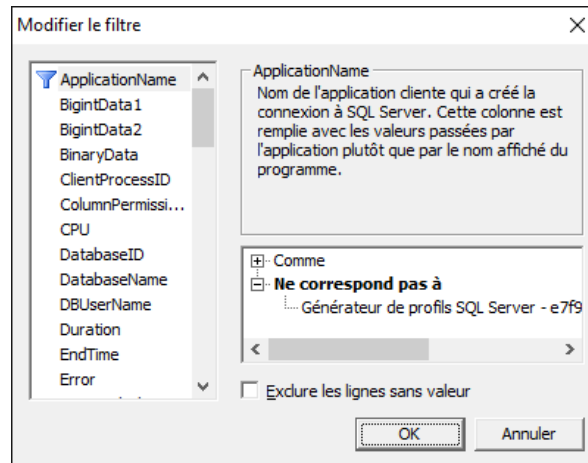 Modifier le filtre
ApplicationName
BigintData1
BigintData2
BinaryData
ClientProcessID
ColumnPermissi...
CPU
DatabaseID
DatabaseName
DBUserName
Duration
EndTime
Error
ApplicationName
Nom de l'application cliente qui a créé la
connexion à SQL Server. Cette colonne est
remplie avec les valeurs passées par
l'application plutôt que par le nom affiché du
programme.
Comme
Ne correspond pas à
Générateur de profils SQL Server - e7f9
Exclure les lignes sans valeur
OK
Annuler